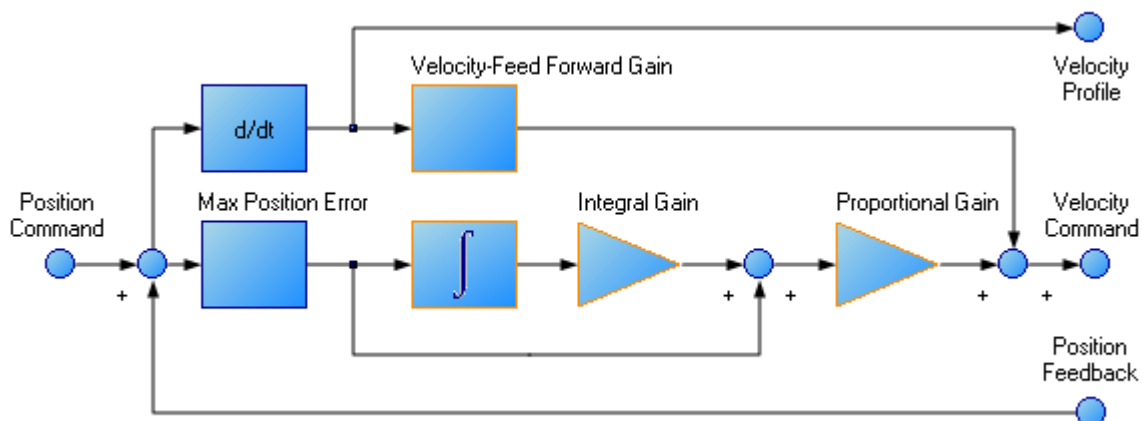 Velocity-Feed Forward Gain
Velocity
Profile
d/dt
Position
Command
Max Position Error
∫
Integral Gain
Proportional Gain
Velocity
Command
+
+
+
+
+
Position
Feedback